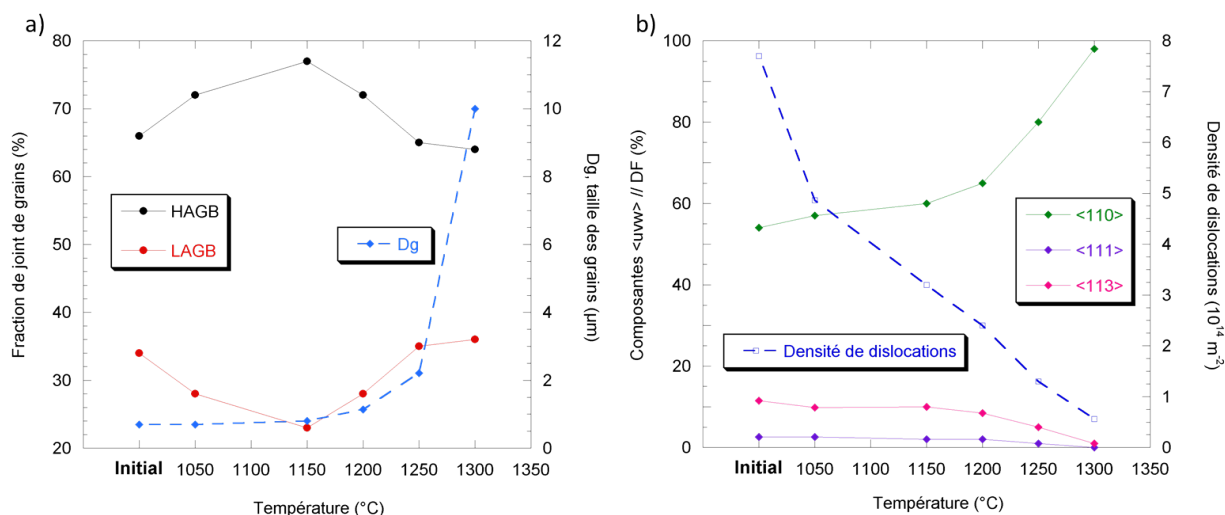 a)
Fraction de joint de grains (%)
80
70
60
50
40
30
20
HAGB
LAGB
Dg
12
10
8
6
4
2
0
Dg, taille des grains (µm)
Initial 1050 1100 1150 1200 1250 1300 1350
Température (°C)
b)
Composantes <uvw> // DF (%)
100
80
60
40
20
0
<110>
<111>
<113>
Densité de dislocations
8
7
6
5
4
3
2
1
0
Densité de dislocations (10¹⁴ m⁻²)
Initial 1050 1100 1150 1200 1250 1300 1350
Température (°C)